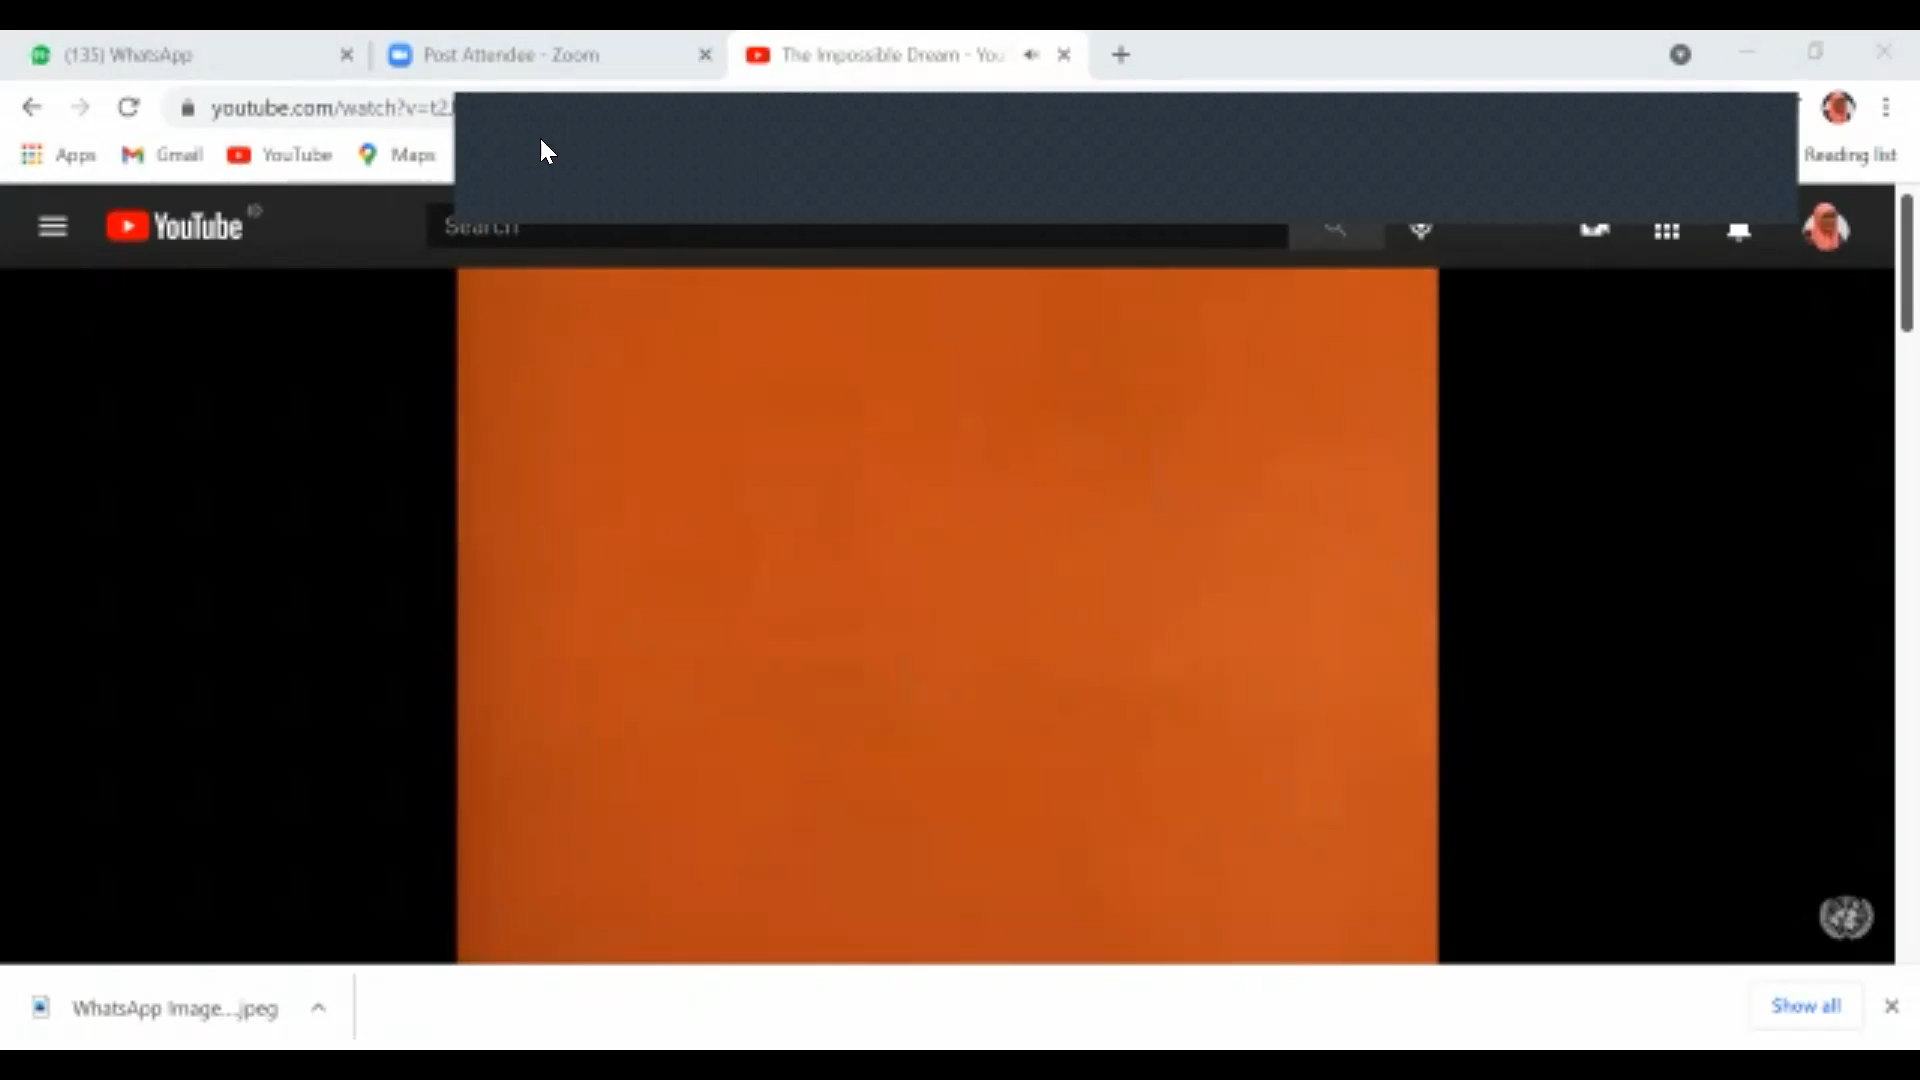 (135) WhatsApp
Post Attendee - Zoom
The Impossible Dream - You
youtube.com/watch?v=t2
Apps
Gmail
YouTube
Maps
Reading list
YouTube
Search
WhatsApp Image....jpeg
Show all